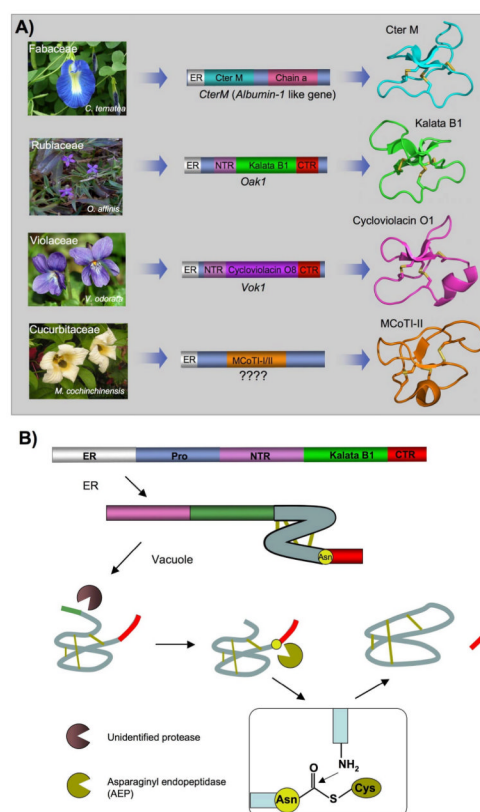 A)
Fabaceae
C. ternatea
ER Cter M Chain a
CterM (Albumin-1 like gene)
Cter M
Rubiaceae
O. affinis.
ER NTR Kalata B1 CTR
Oak1
Kalata B1
Violaceae
V. odorata
ER NTR Cycloviolacin O8 CTR
Vok1
Cycloviolacin O1
Cucurbitaceae
M. cochinchinensis
ER MCoTI-I/II
????
MCoTI-II
B)
ER Pro NTR Kalata B1 CTR
ER
Asn
Vacuole
Unidentified protease
Asparaginyl endopeptidase
(AEP)
NH2
O
Asn S Cys